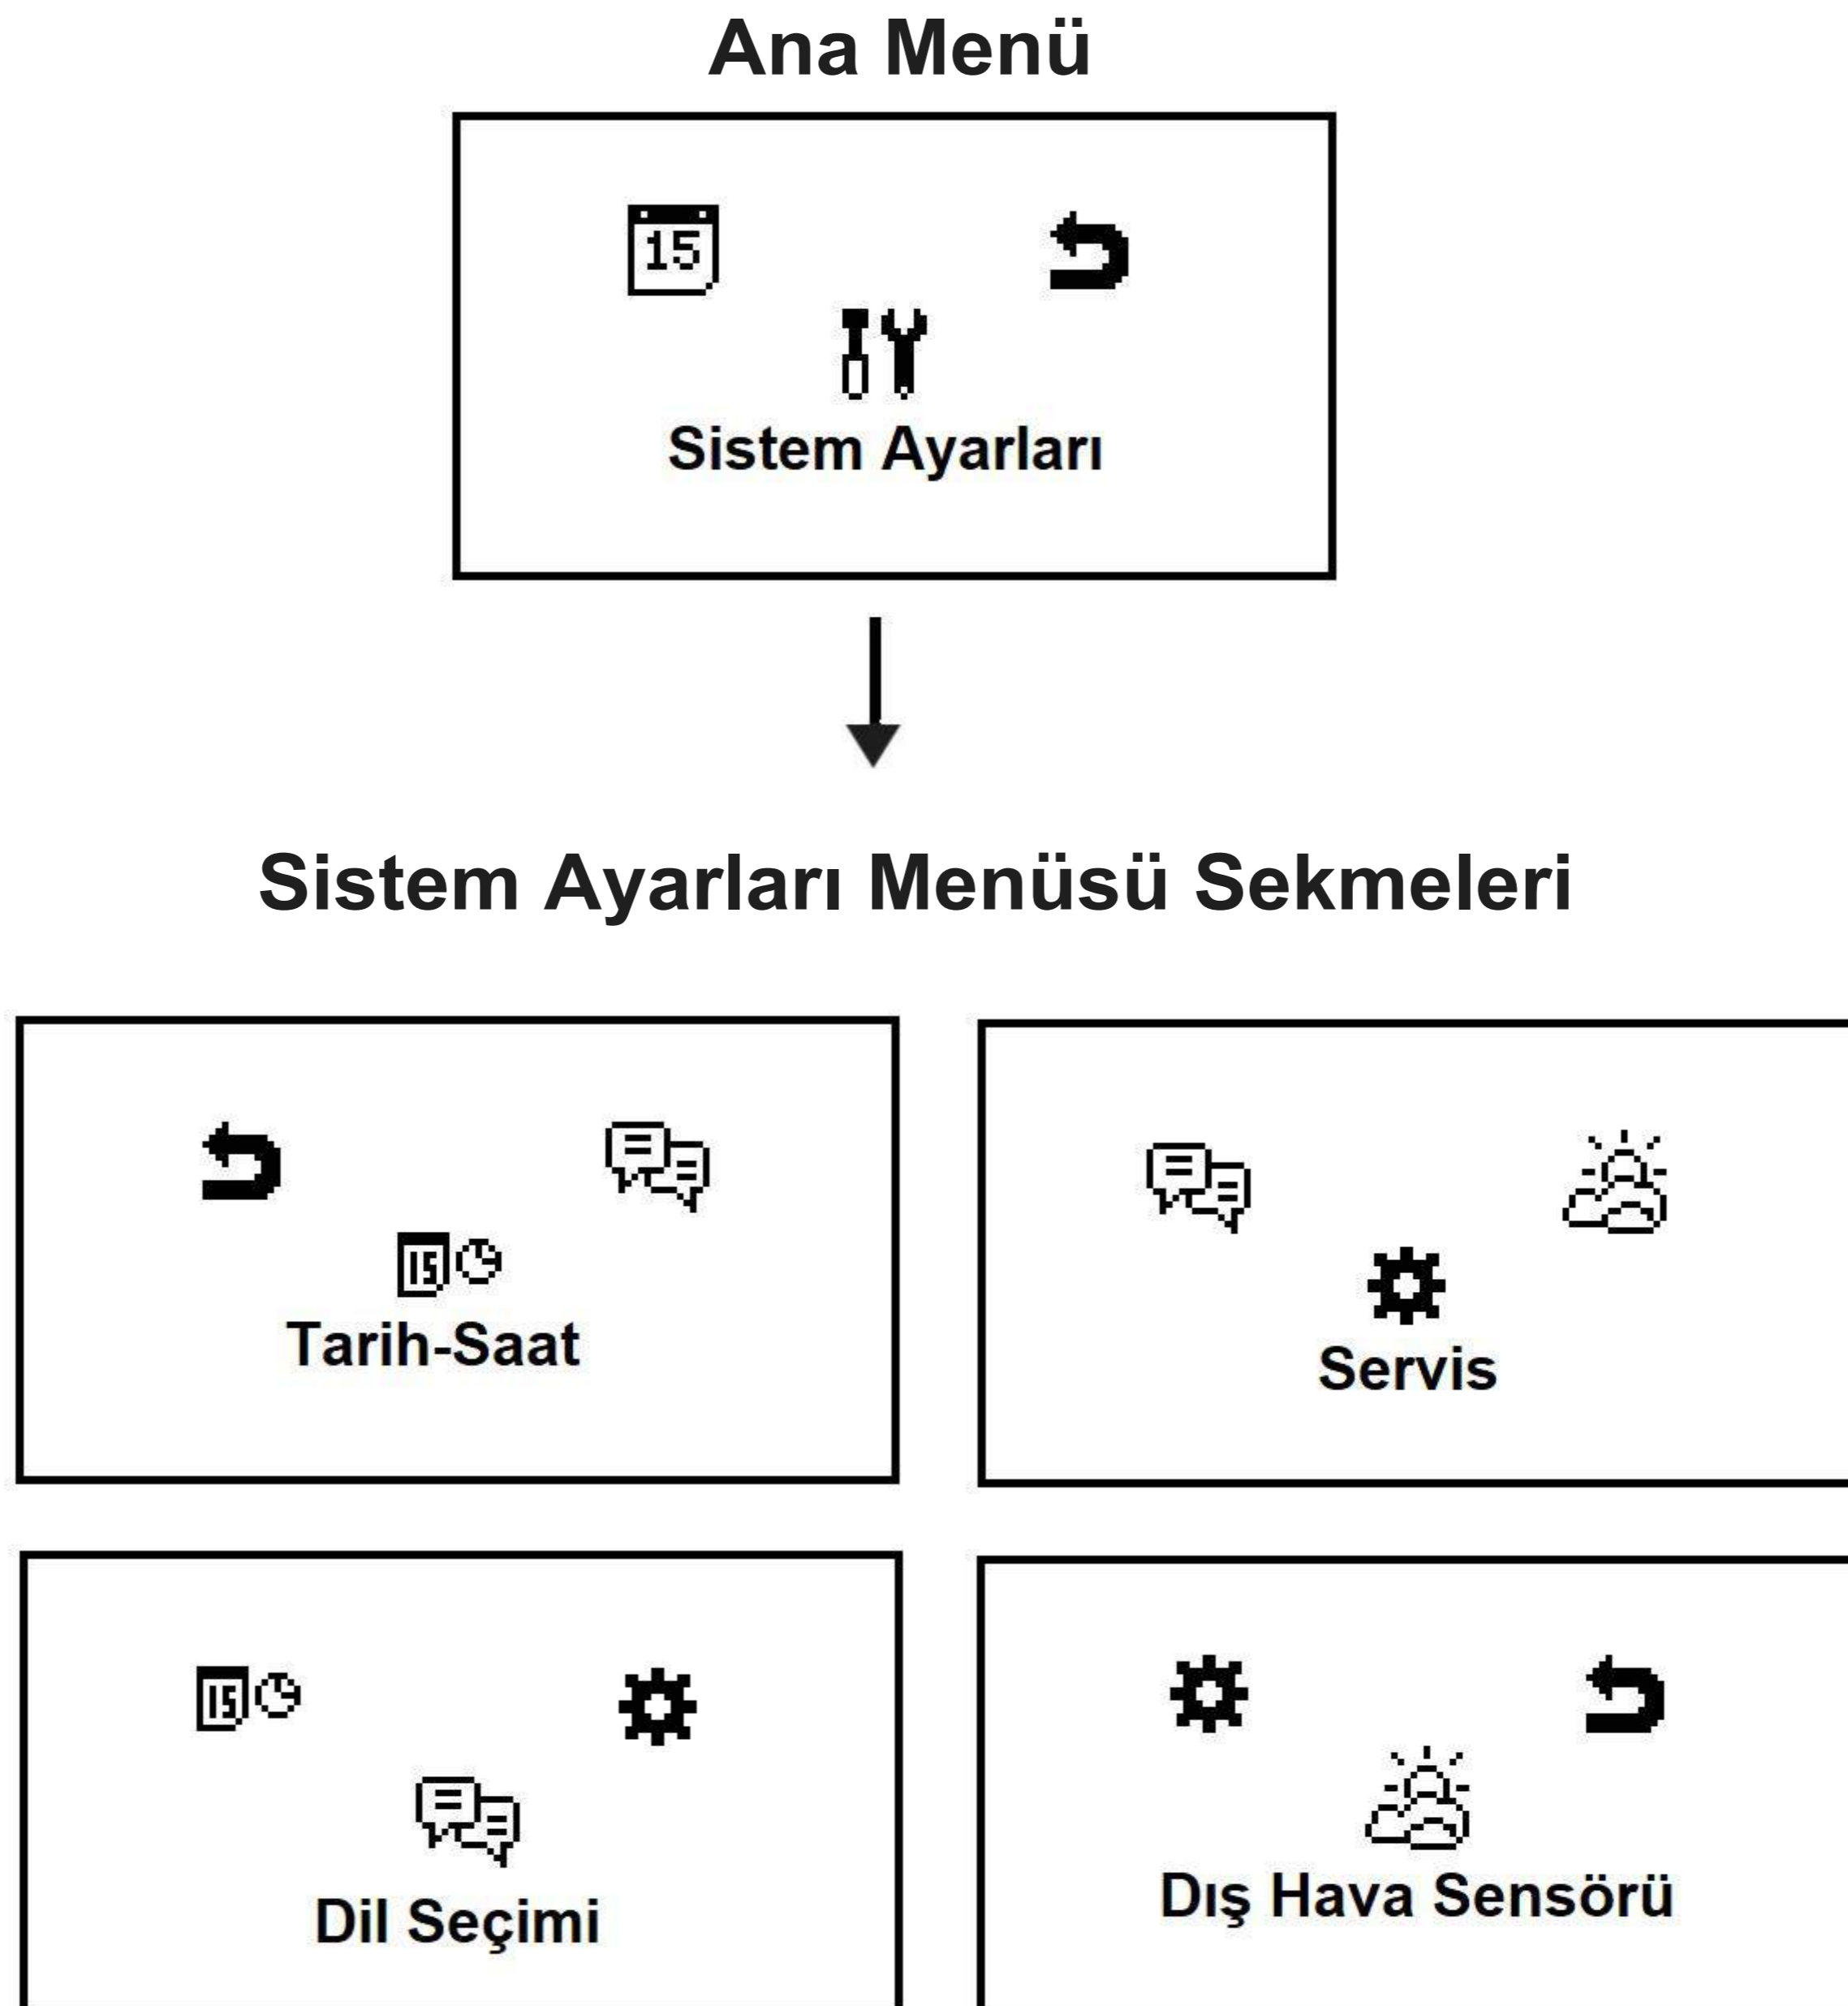 Ana Menü
15
Sistem Ayarları
Sistem Ayarları Menüsü Sekmeleri
15
Tarih-Saat
Servis
15
Dil Seçimi
Dış Hava Sensörü